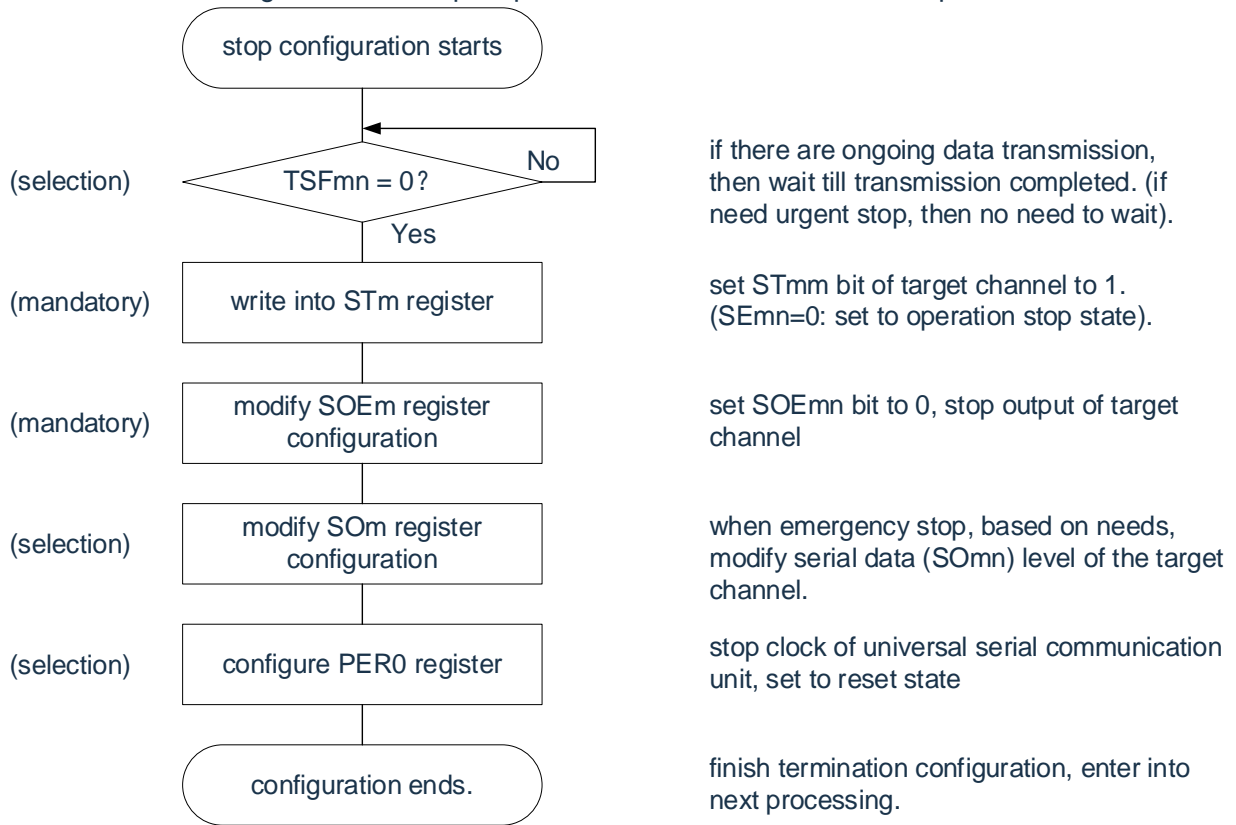 stop configuration starts
No
(selection)
TSFmn = 0?
if there are ongoing data transmission,
then wait till transmission completed. (if
need urgent stop, then no need to wait).
Yes
(mandatory)
write into STm register
set STmm bit of target channel to 1.
(SEmn=0: set to operation stop state).
(mandatory)
modify SOEm register
configuration
set SOEmn bit to 0, stop output of target
channel
(selection)
modify SOm register
configuration
when emergency stop, based on needs,
modify serial data (SOmn) level of the target
channel.
(selection)
configure PER0 register
stop clock of universal serial communication
unit, set to reset state
configuration ends.
finish termination configuration, enter into
next processing.